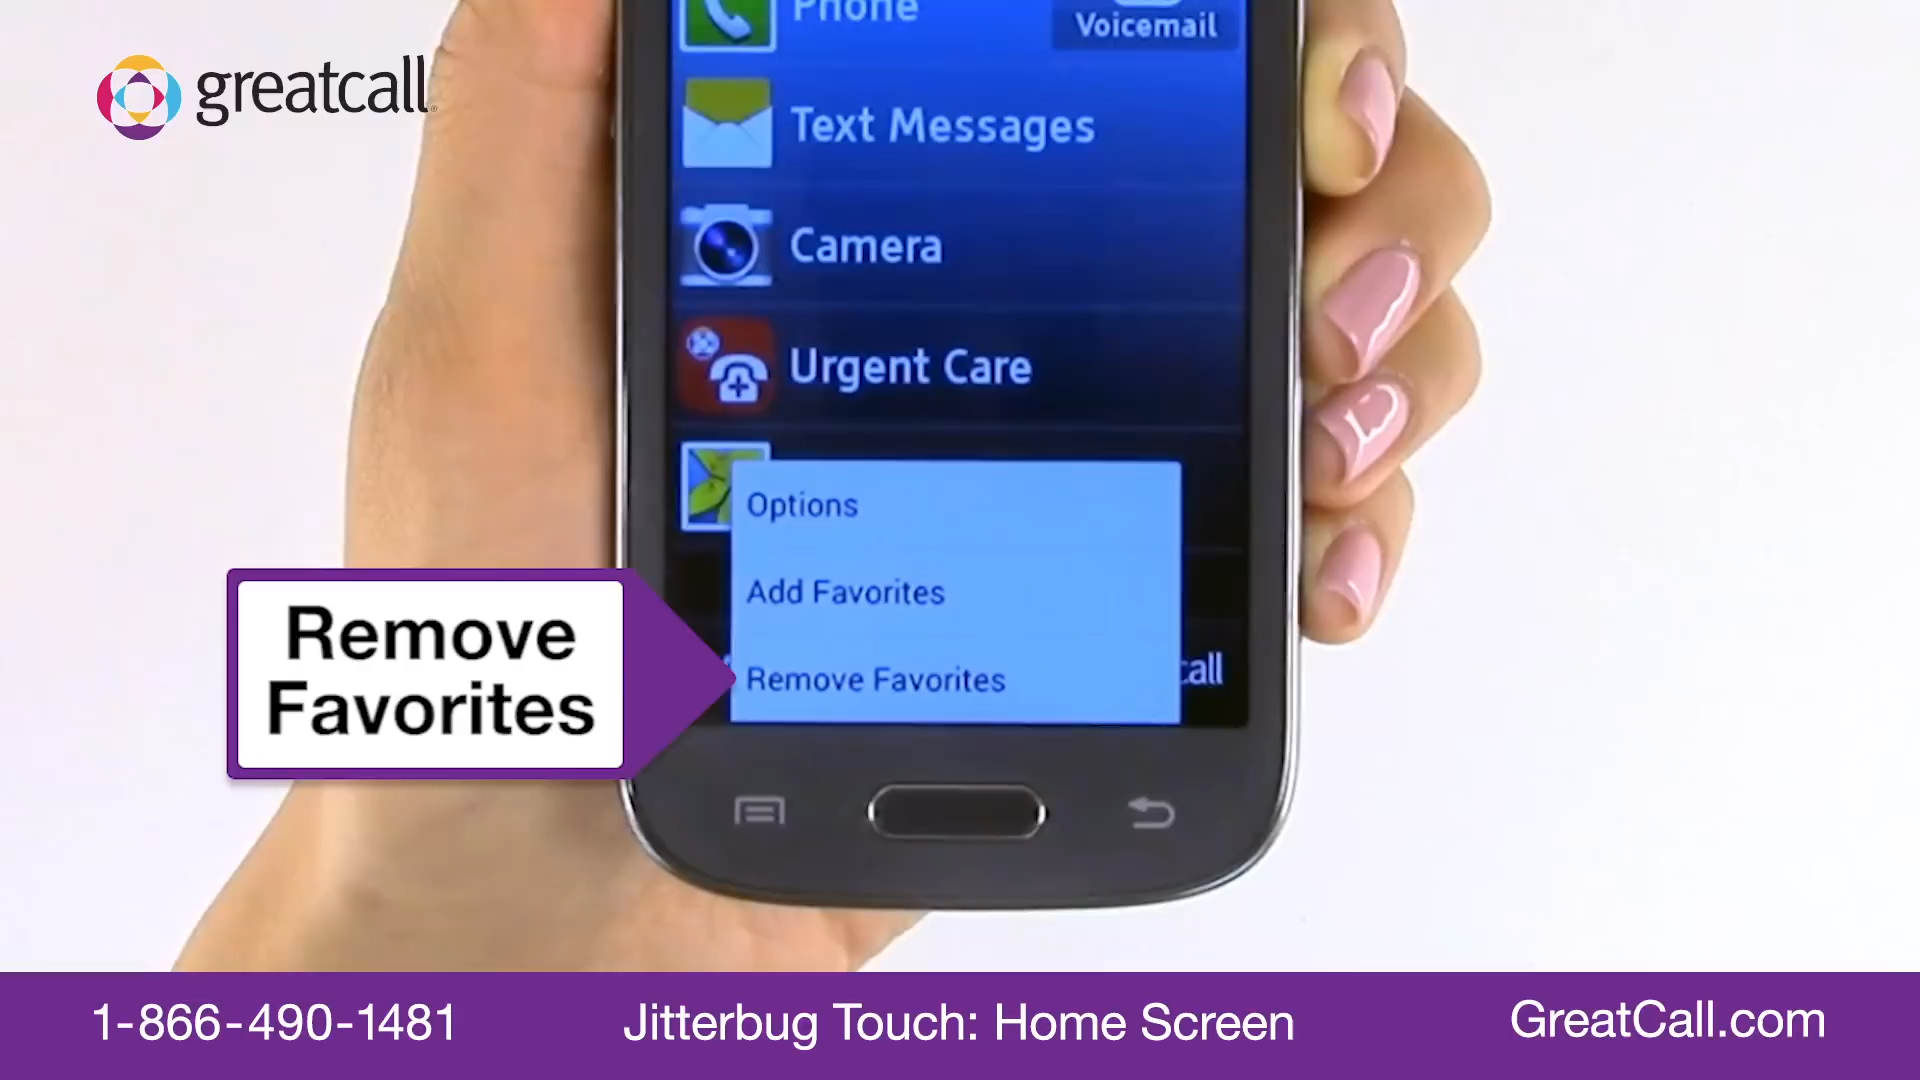 greatcall
Phone
Voicemail
Text Messages
Camera
Urgent Care
Options
Add Favorites
Remove Favorites
call
Remove
Favorites
1-866-490-1481
Jitterbug Touch: Home Screen
GreatCall.com